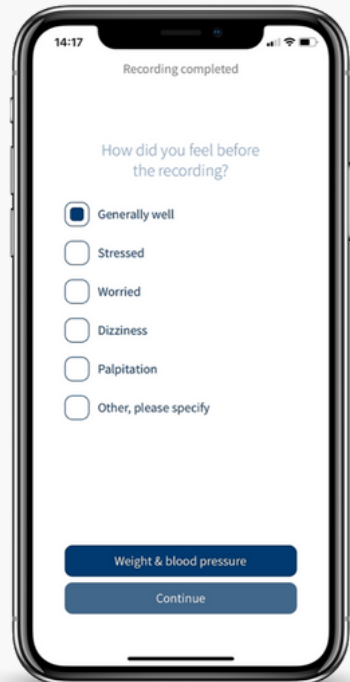 14:17
Recording completed
How did you feel before
the recording?
Generally well
Stressed
Worried
Dizziness
Palpitation
Other, please specify
Weight & blood pressure
Continue